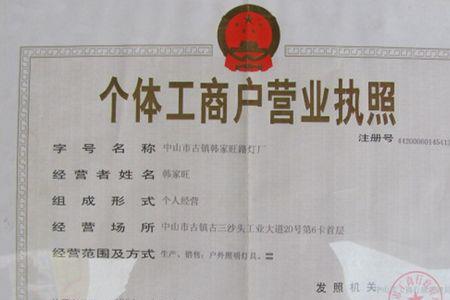 个体工商户营业执照
注册号
字号名称 中山市古镇韩家旺路灯厂
经营者姓名 韩家旺
组成形式 个人经营
经营场所 中山市古镇古三沙头工业大道20号第6卡首层
经营范围及方式 生产、销售：户外照明灯具。
发照机关